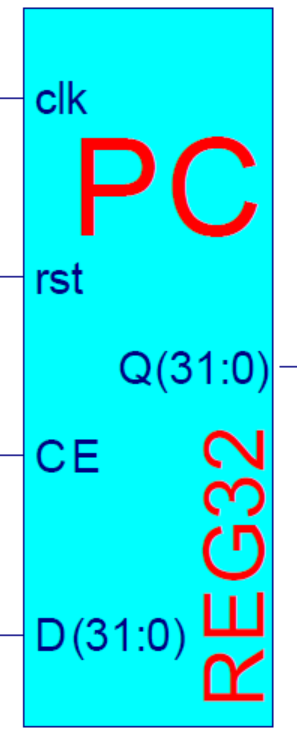 clk
PC
rst
Q(31:0)
CE
REG32
D(31:0)